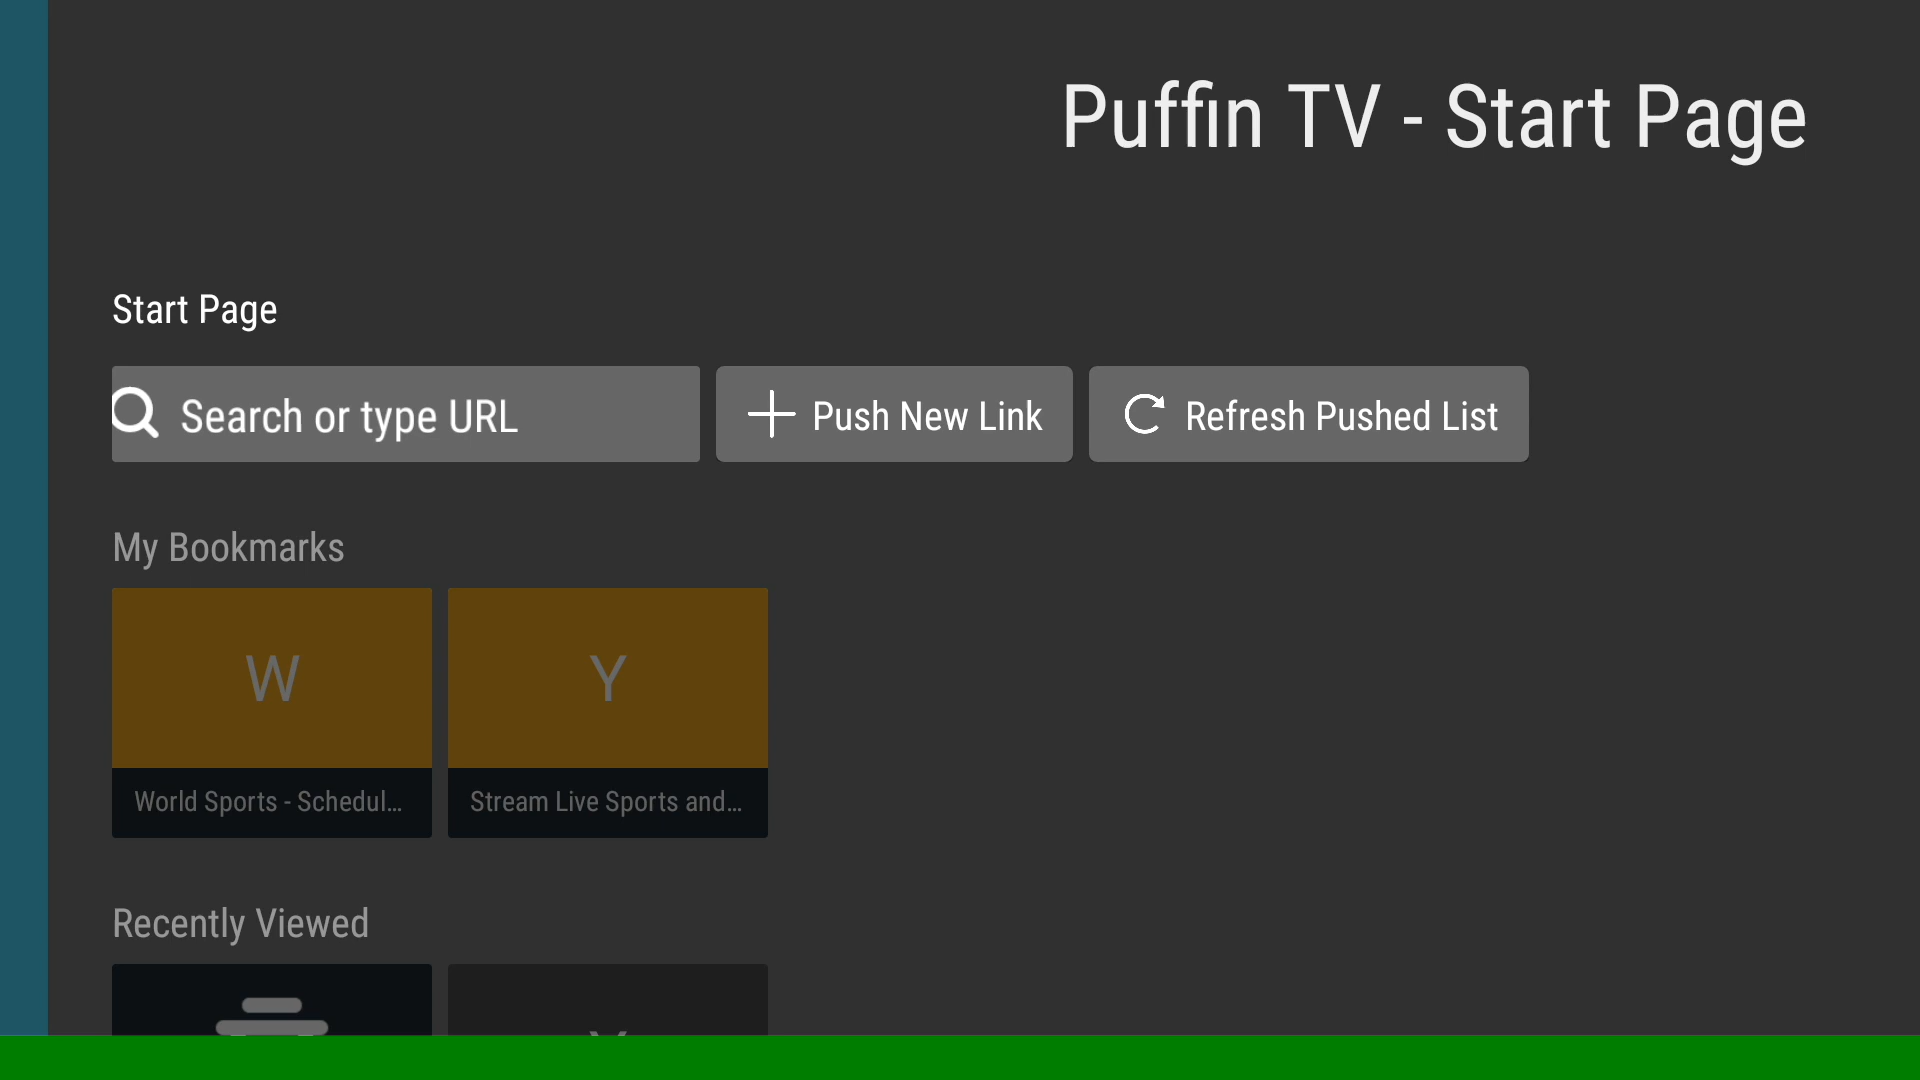 Puffin TV - Start Page
Start Page
Search or type URL
Push New Link
Refresh Pushed List
My Bookmarks
W
Y
World Sports - Schedul...
Stream Live Sports and...
Recently Viewed